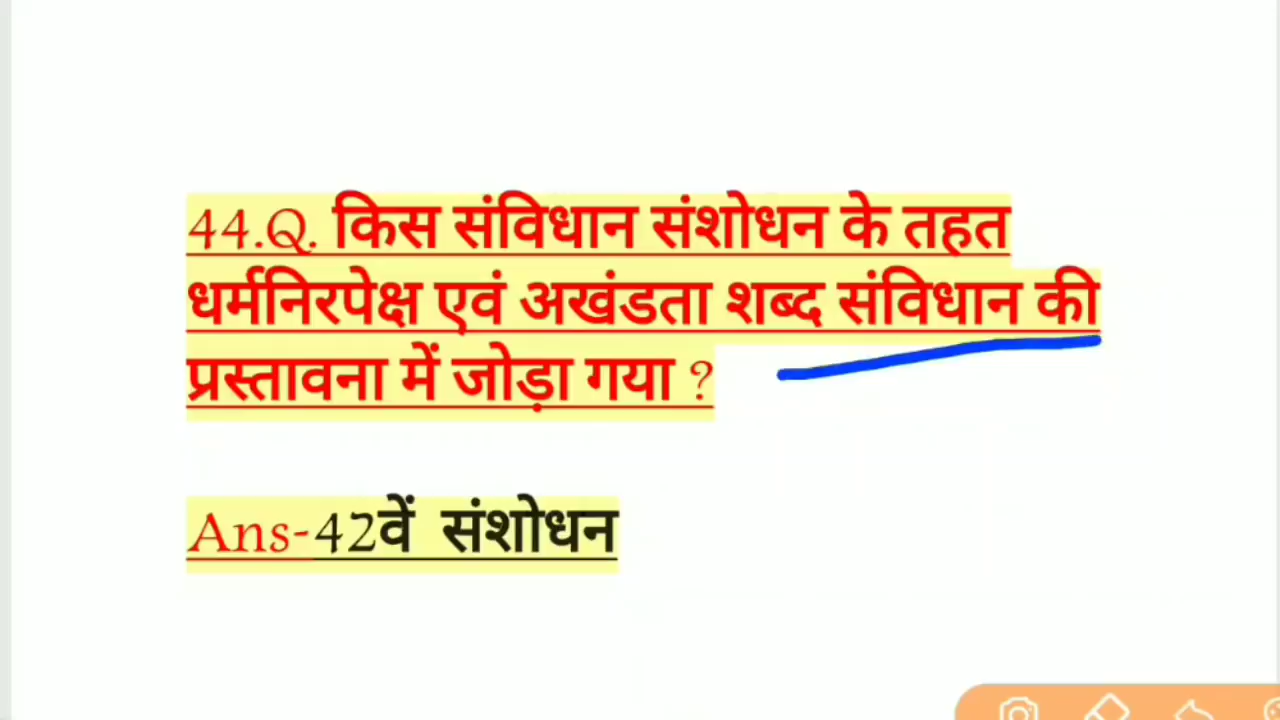 44.Q. किस संविधान संशोधन के तहत
धर्मनिरपेक्ष एवं अखंडता शब्द संविधान की
प्रस्तावना में जोड़ा गया ?
Ans-42वें संशोधन